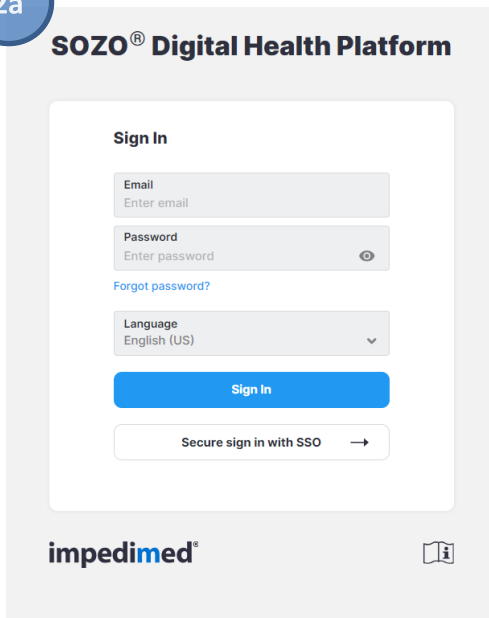 za
SOZO® Digital Health Platform
Sign In
Email
Enter email
Password
Enter password
Forgot password?
Language
English (US)
Sign In
Secure sign in with SSO →
impedimed®
i